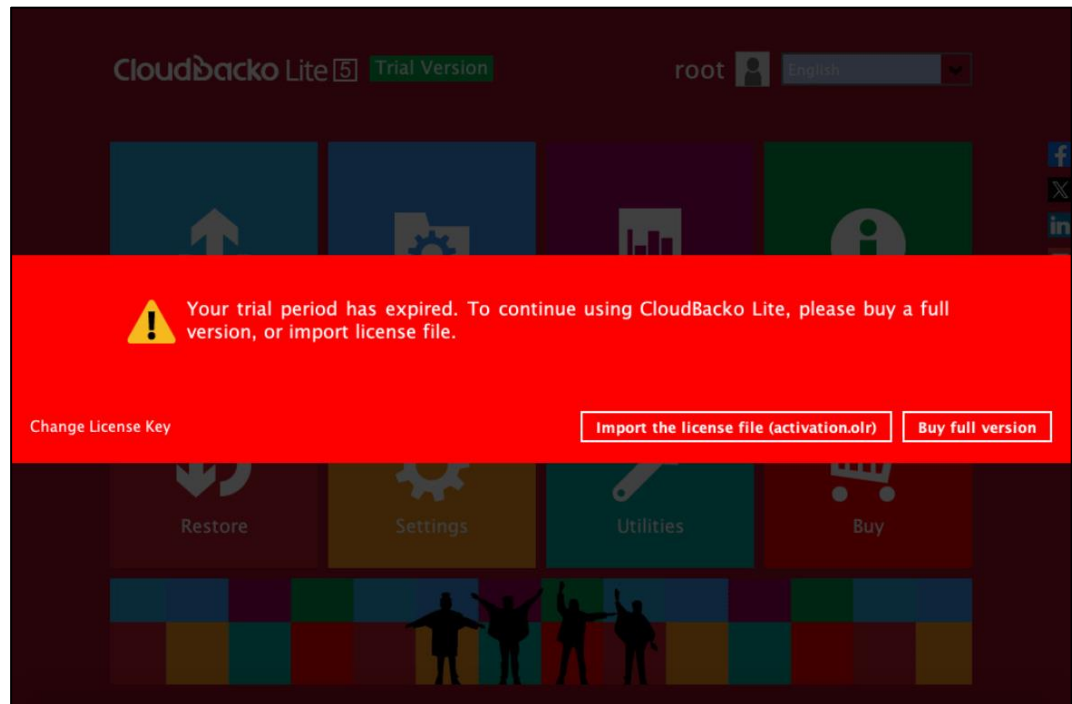 CloudBacko Lite 5 Trial Version root English
f
X
in
Your trial period has expired. To continue using CloudBacko Lite, please buy a full
version, or import license file.
Change License Key Import the license file (activation.olr) Buy full version
Restore Settings Utilities Buy